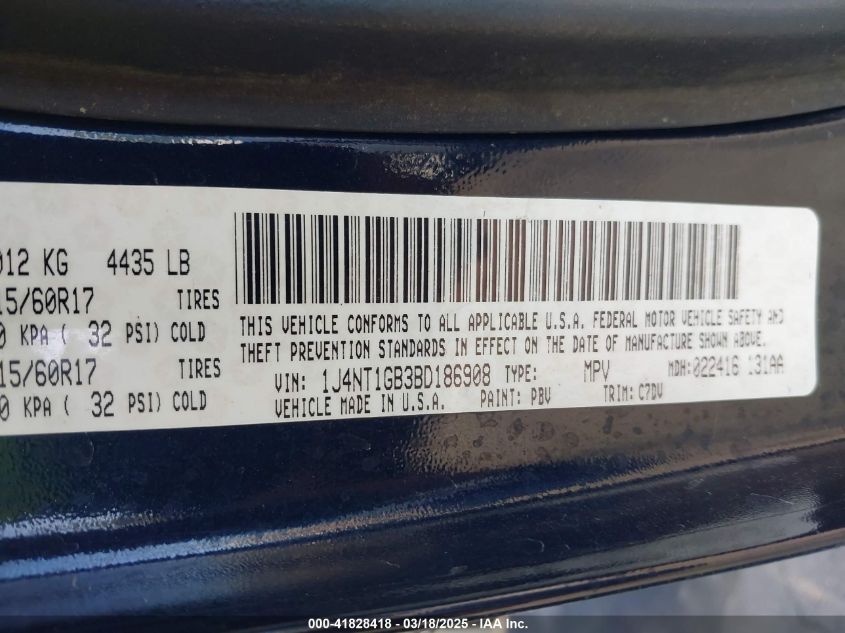 012 KG 4435 LB
15/60R17 TIRES
0 KPA ( 32 PSI) COLD
15/60R17 TIRES
0 KPA ( 32 PSI) COLD
THIS VEHICLE CONFORMS TO ALL APPLICABLE U.S.A. FEDERAL MOTOR VEHICLE SAFETY AND
THEFT PREVENTION STANDARDS IN EFFECT ON THE DATE OF MANUFACTURE SHOWN ABOVE.
VIN: 1J4NT1GB3BD186908 TYPE: MPV MDH: 022416 131AA
VEHICLE MADE IN U.S.A. PAINT: PBV TRIM: C7DV
000-41828418 - 03/18/2025 - IAA Inc.